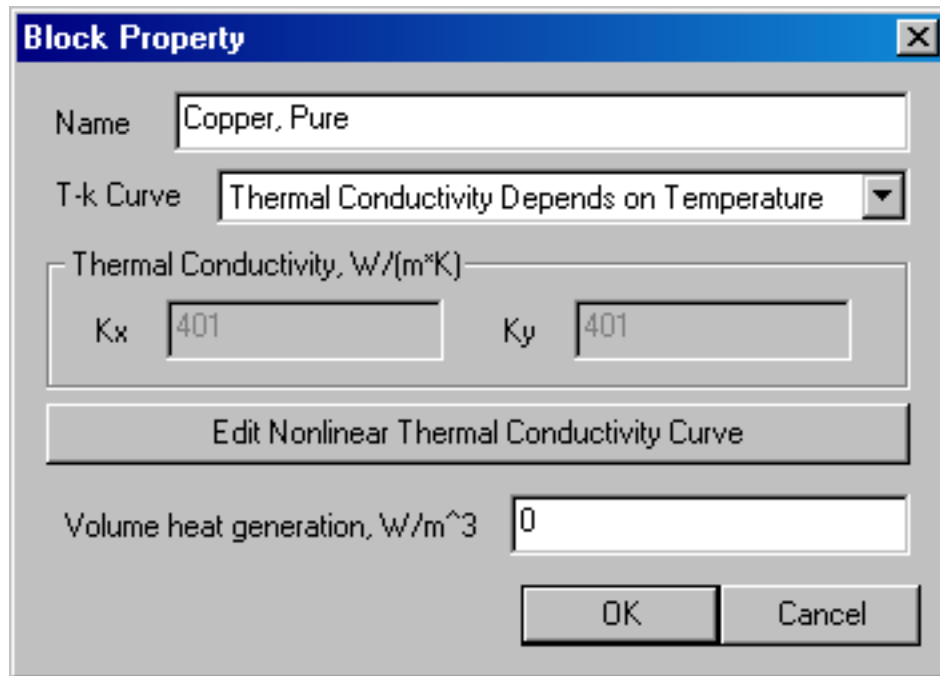 Block Property
Name Copper, Pure
T-k Curve Thermal Conductivity Depends on Temperature
Thermal Conductivity, W/(m*K)
Kx 401 Ky 401
Edit Nonlinear Thermal Conductivity Curve
Volume heat generation, W/m^3 0
OK Cancel